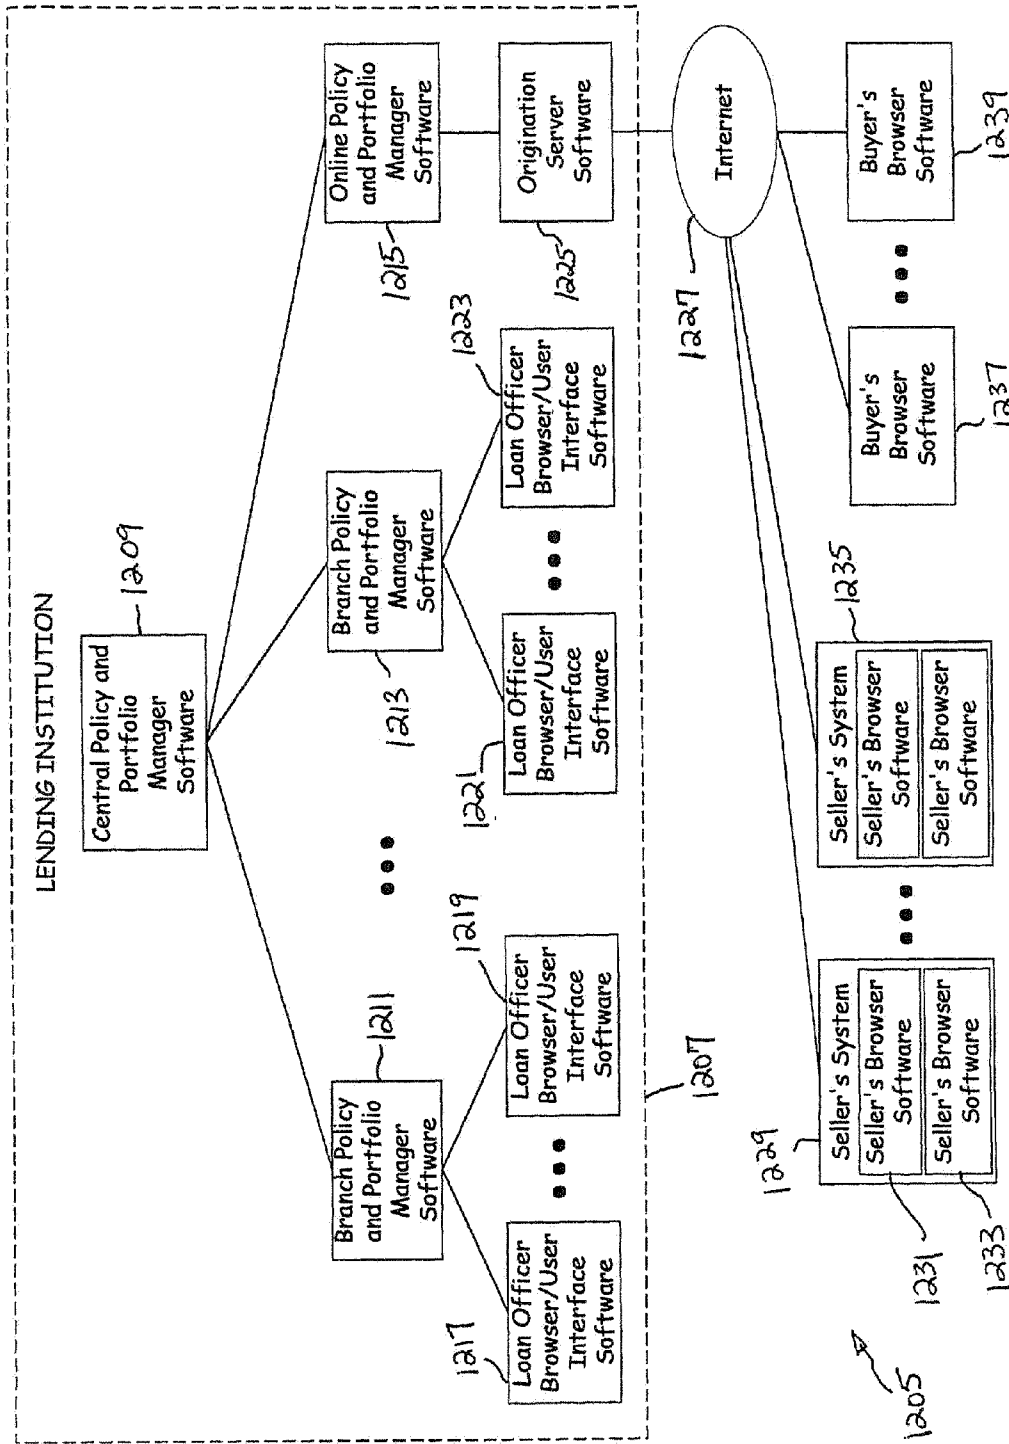 LENDING INSTITUTION
Central Policy and
Portfolio
Manager
Software
1209
Branch Policy
and Portfolio
Manager
Software
1211
Branch Policy
and Portfolio
Manager
Software
1213
Online Policy
and Portfolio
Manager
Software
1215
Loan Officer
Browser/User
Interface
Software
1217
Loan Officer
Browser/User
Interface
Software
1219
Loan Officer
Browser/User
Interface
Software
1221
Loan Officer
Browser/User
Interface
Software
1223
Origination
Server
Software
1225
1207
Internet
1227
Seller's System
Seller's Browser
Software
Seller's Browser
Software
1229
1231
1233
Seller's System
Seller's Browser
Software
Seller's Browser
Software
1235
Buyer's
Browser
Software
1237
Buyer's
Browser
Software
1239
1205